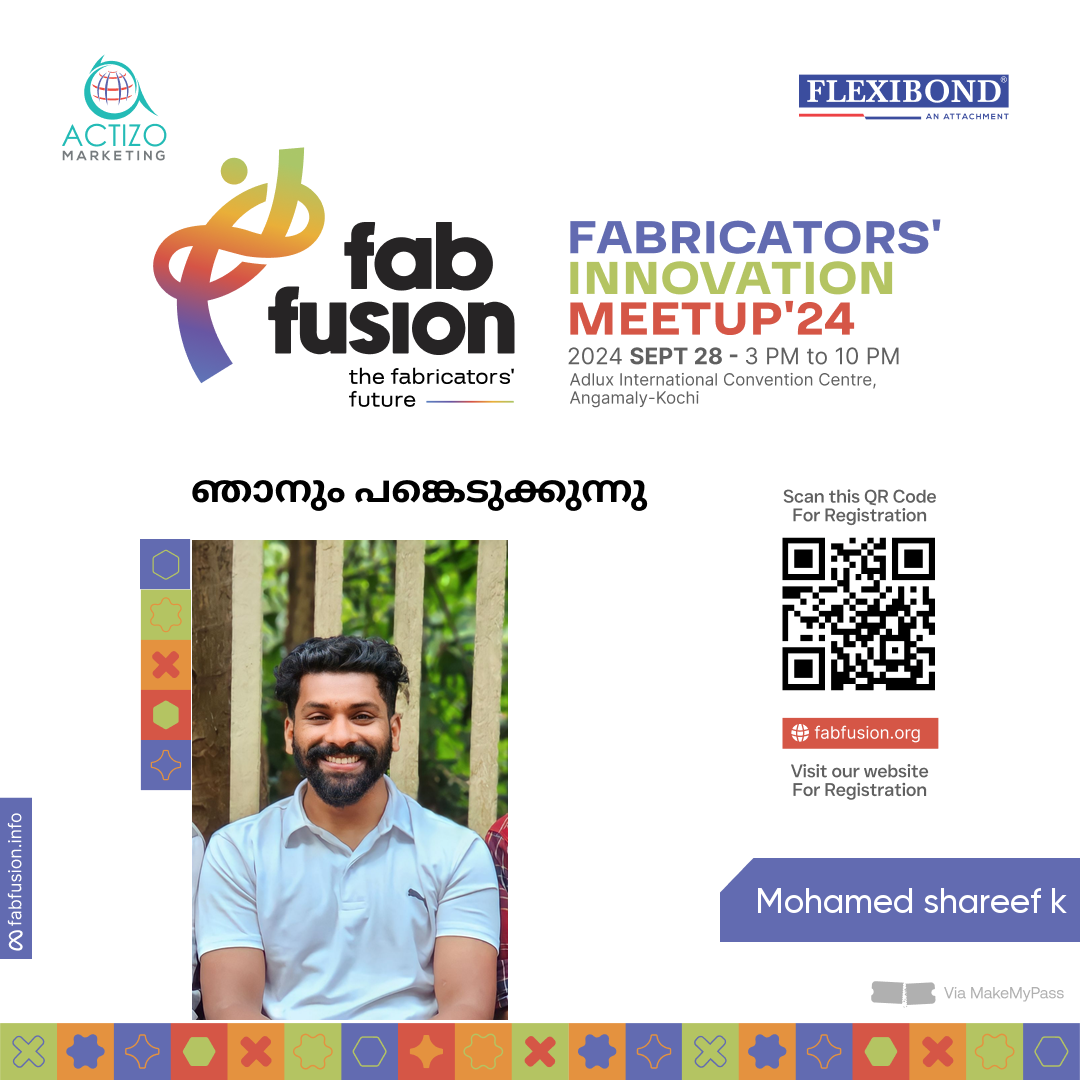 ACTIZO
MARKETING
FLEXIBOND®
AN ATTACHMENT
fab
fusion
the fabricators'
future
FABRICATORS'
INNOVATION
MEETUP'24
2024 SEPT 28 - 3 PM to 10 PM
Adlux International Convention Centre,
Angamaly-Kochi
ഞാനും പങ്കെടുക്കുന്നു
Scan this QR Code
For Registration
fabfusion.org
Visit our website
For Registration
fabfusion.info
Mohamed shareef k
Via MakeMyPass